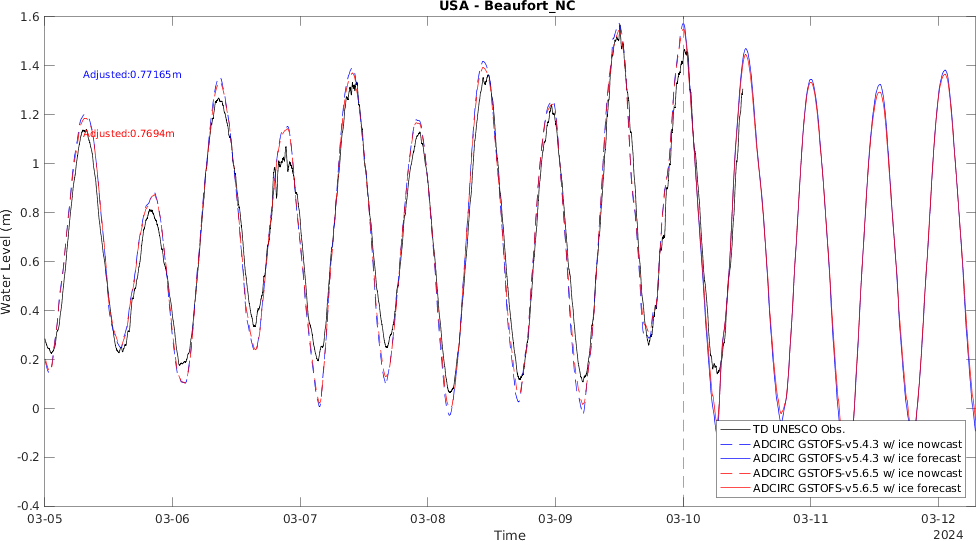 USA - Beaufort_NC
1.6
1.4
1.2
1
0.8
0.6
0.4
0.2
0
-0.2
-0.4
Water Level (m)
Adjusted:0.77165m
Adjusted:0.7694m
TD UNESCO Obs.
ADCIRC GSTOFS-v5.4.3 w/ ice nowcast
ADCIRC GSTOFS-v5.4.3 w/ ice forecast
ADCIRC GSTOFS-v5.6.5 w/ ice nowcast
ADCIRC GSTOFS-v5.6.5 w/ ice forecast
03-05 03-06 03-07 03-08 03-09 03-10 03-11 03-12
Time
2024